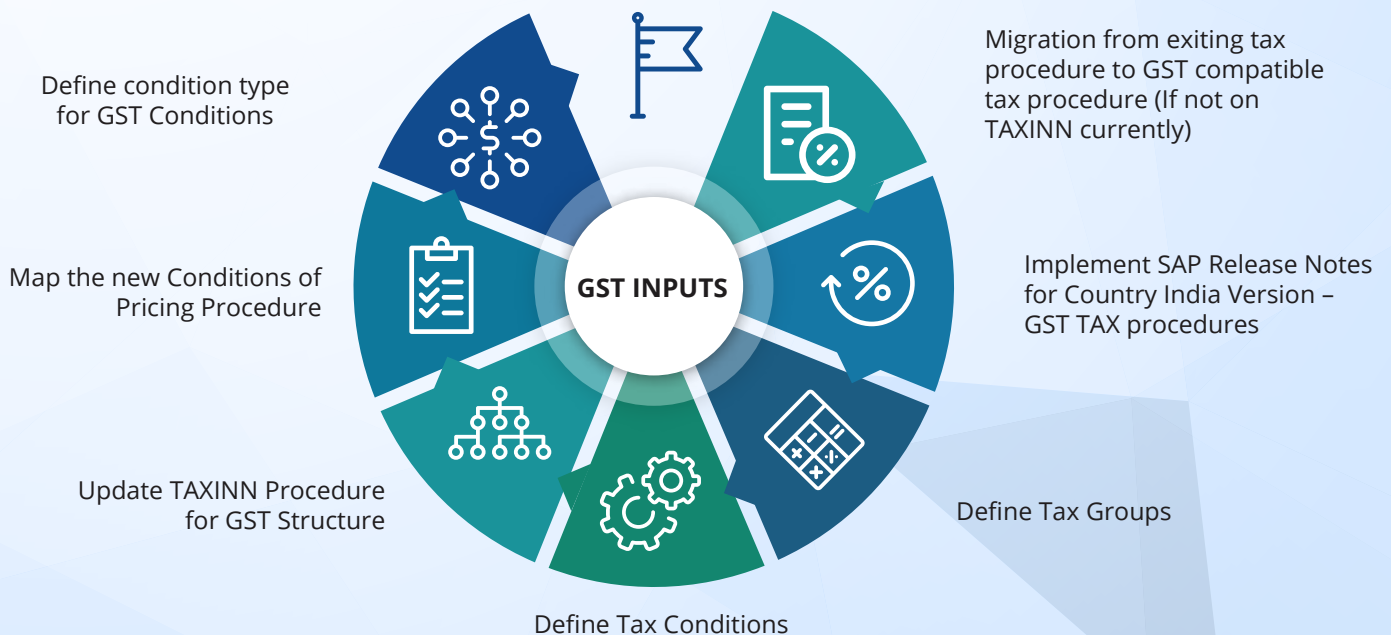 Migration from exiting tax
procedure to GST compatible
tax procedure (If not on
TAXINN currently)
Implement SAP Release Notes
for Country India Version –
GST TAX procedures
Define Tax Groups
Define Tax Conditions
Update TAXINN Procedure
for GST Structure
Map the new Conditions of
Pricing Procedure
Define condition type
for GST Conditions
GST INPUTS